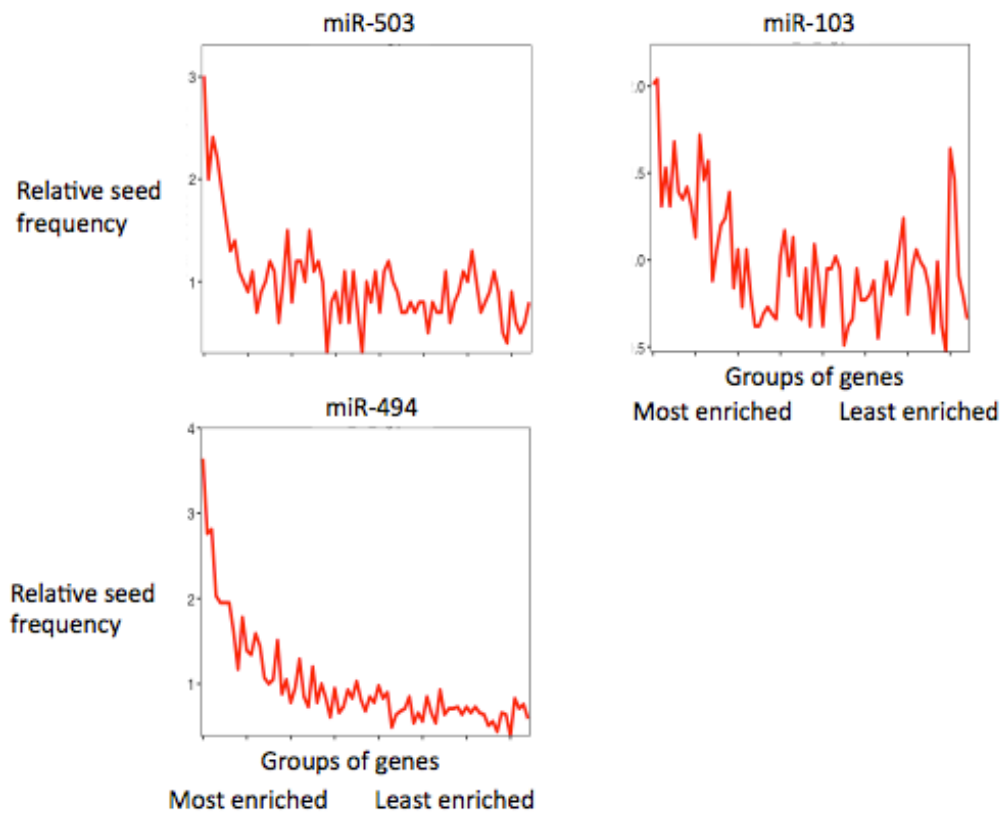 miR-503
miR-103
3
2
1
Relative seed
frequency
.0
.5
.0
.5
Groups of genes
Most enriched Least enriched
miR-494
4
3
2
1
Relative seed
frequency
Groups of genes
Most enriched Least enriched